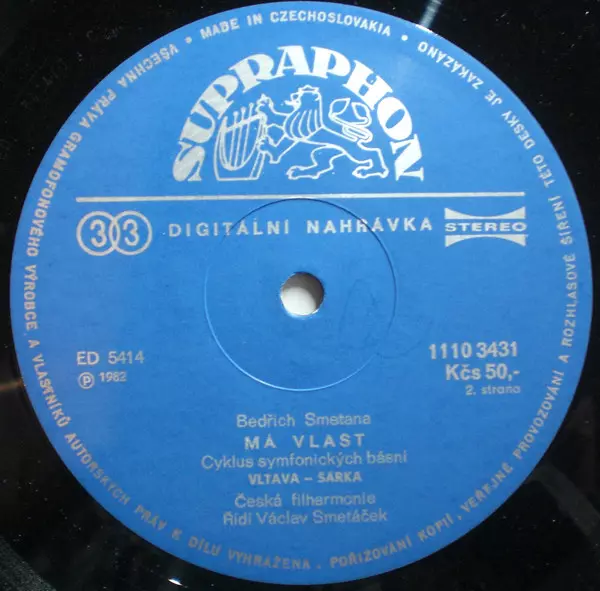 VŠECHNA PRÁVA GRAMOFONOVÉHO VÝROBCE A VLASTNÍKŮ AUTORSKÝCH PRÁV K DÍLU VYHRAŽENA. POŘIZOVÁNÍ KOPIÍ, VEŘEJNÉ PROVOZOVÁNÍ A ROZHLASOVÉ ŠÍŘENÍ TÉTO DESKY JE ZAKÁZÁNO
• MADE IN CZECHOSLOVAKIA •
SUPRAPHON
33 DIGITÁLNÍ NAHRÁVKA STEREO
ED 5414
℗ 1982
1110 3431
Kčs 50,-
2. strana
Bedřich Smetana
MÁ VLAST
Cyklus symfonických básní
VLTAVA – ŠÁRKA
Česká filharmonie
Řídí Václav Smetáček